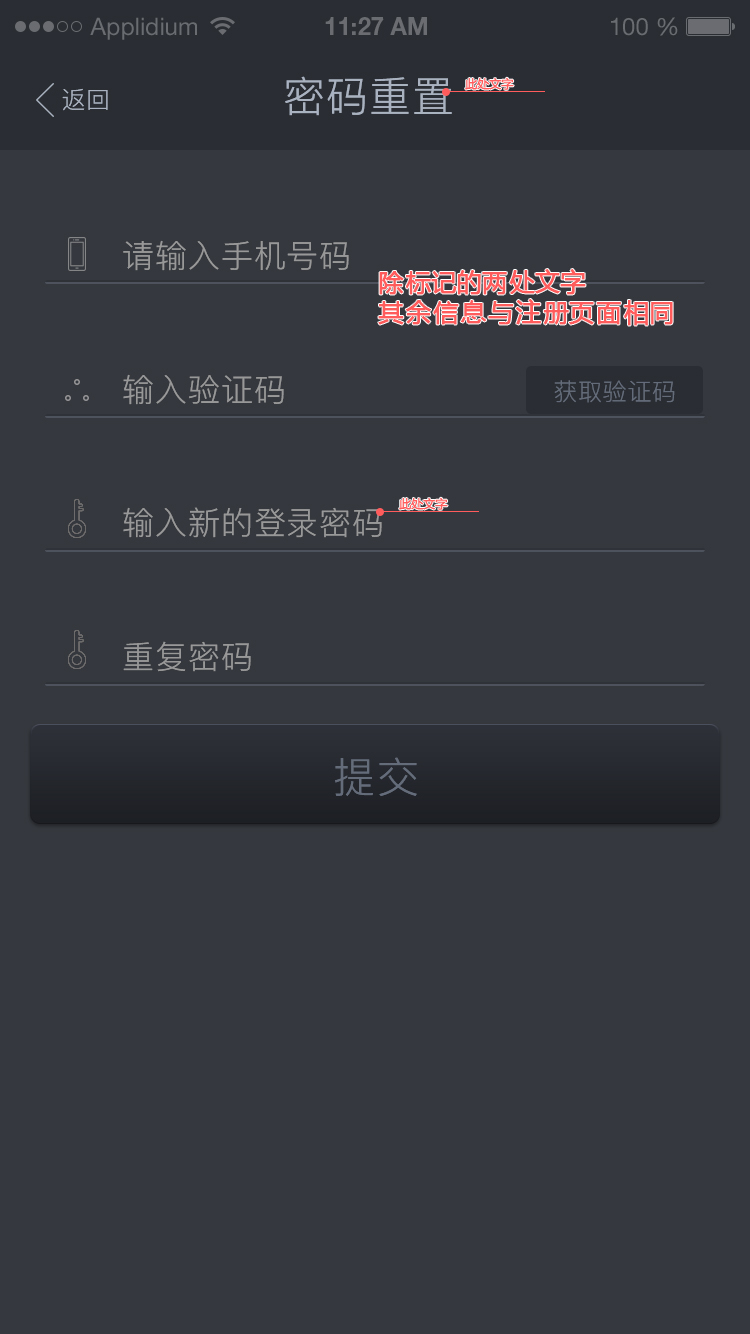 Applidium 11:27 AM 100 %
返回 密码重置 此处文字
请输入手机号码
除标记的两处文字
其余信息与注册页面相同
输入验证码 获取验证码
此处文字
输入新的登录密码
重复密码
提交